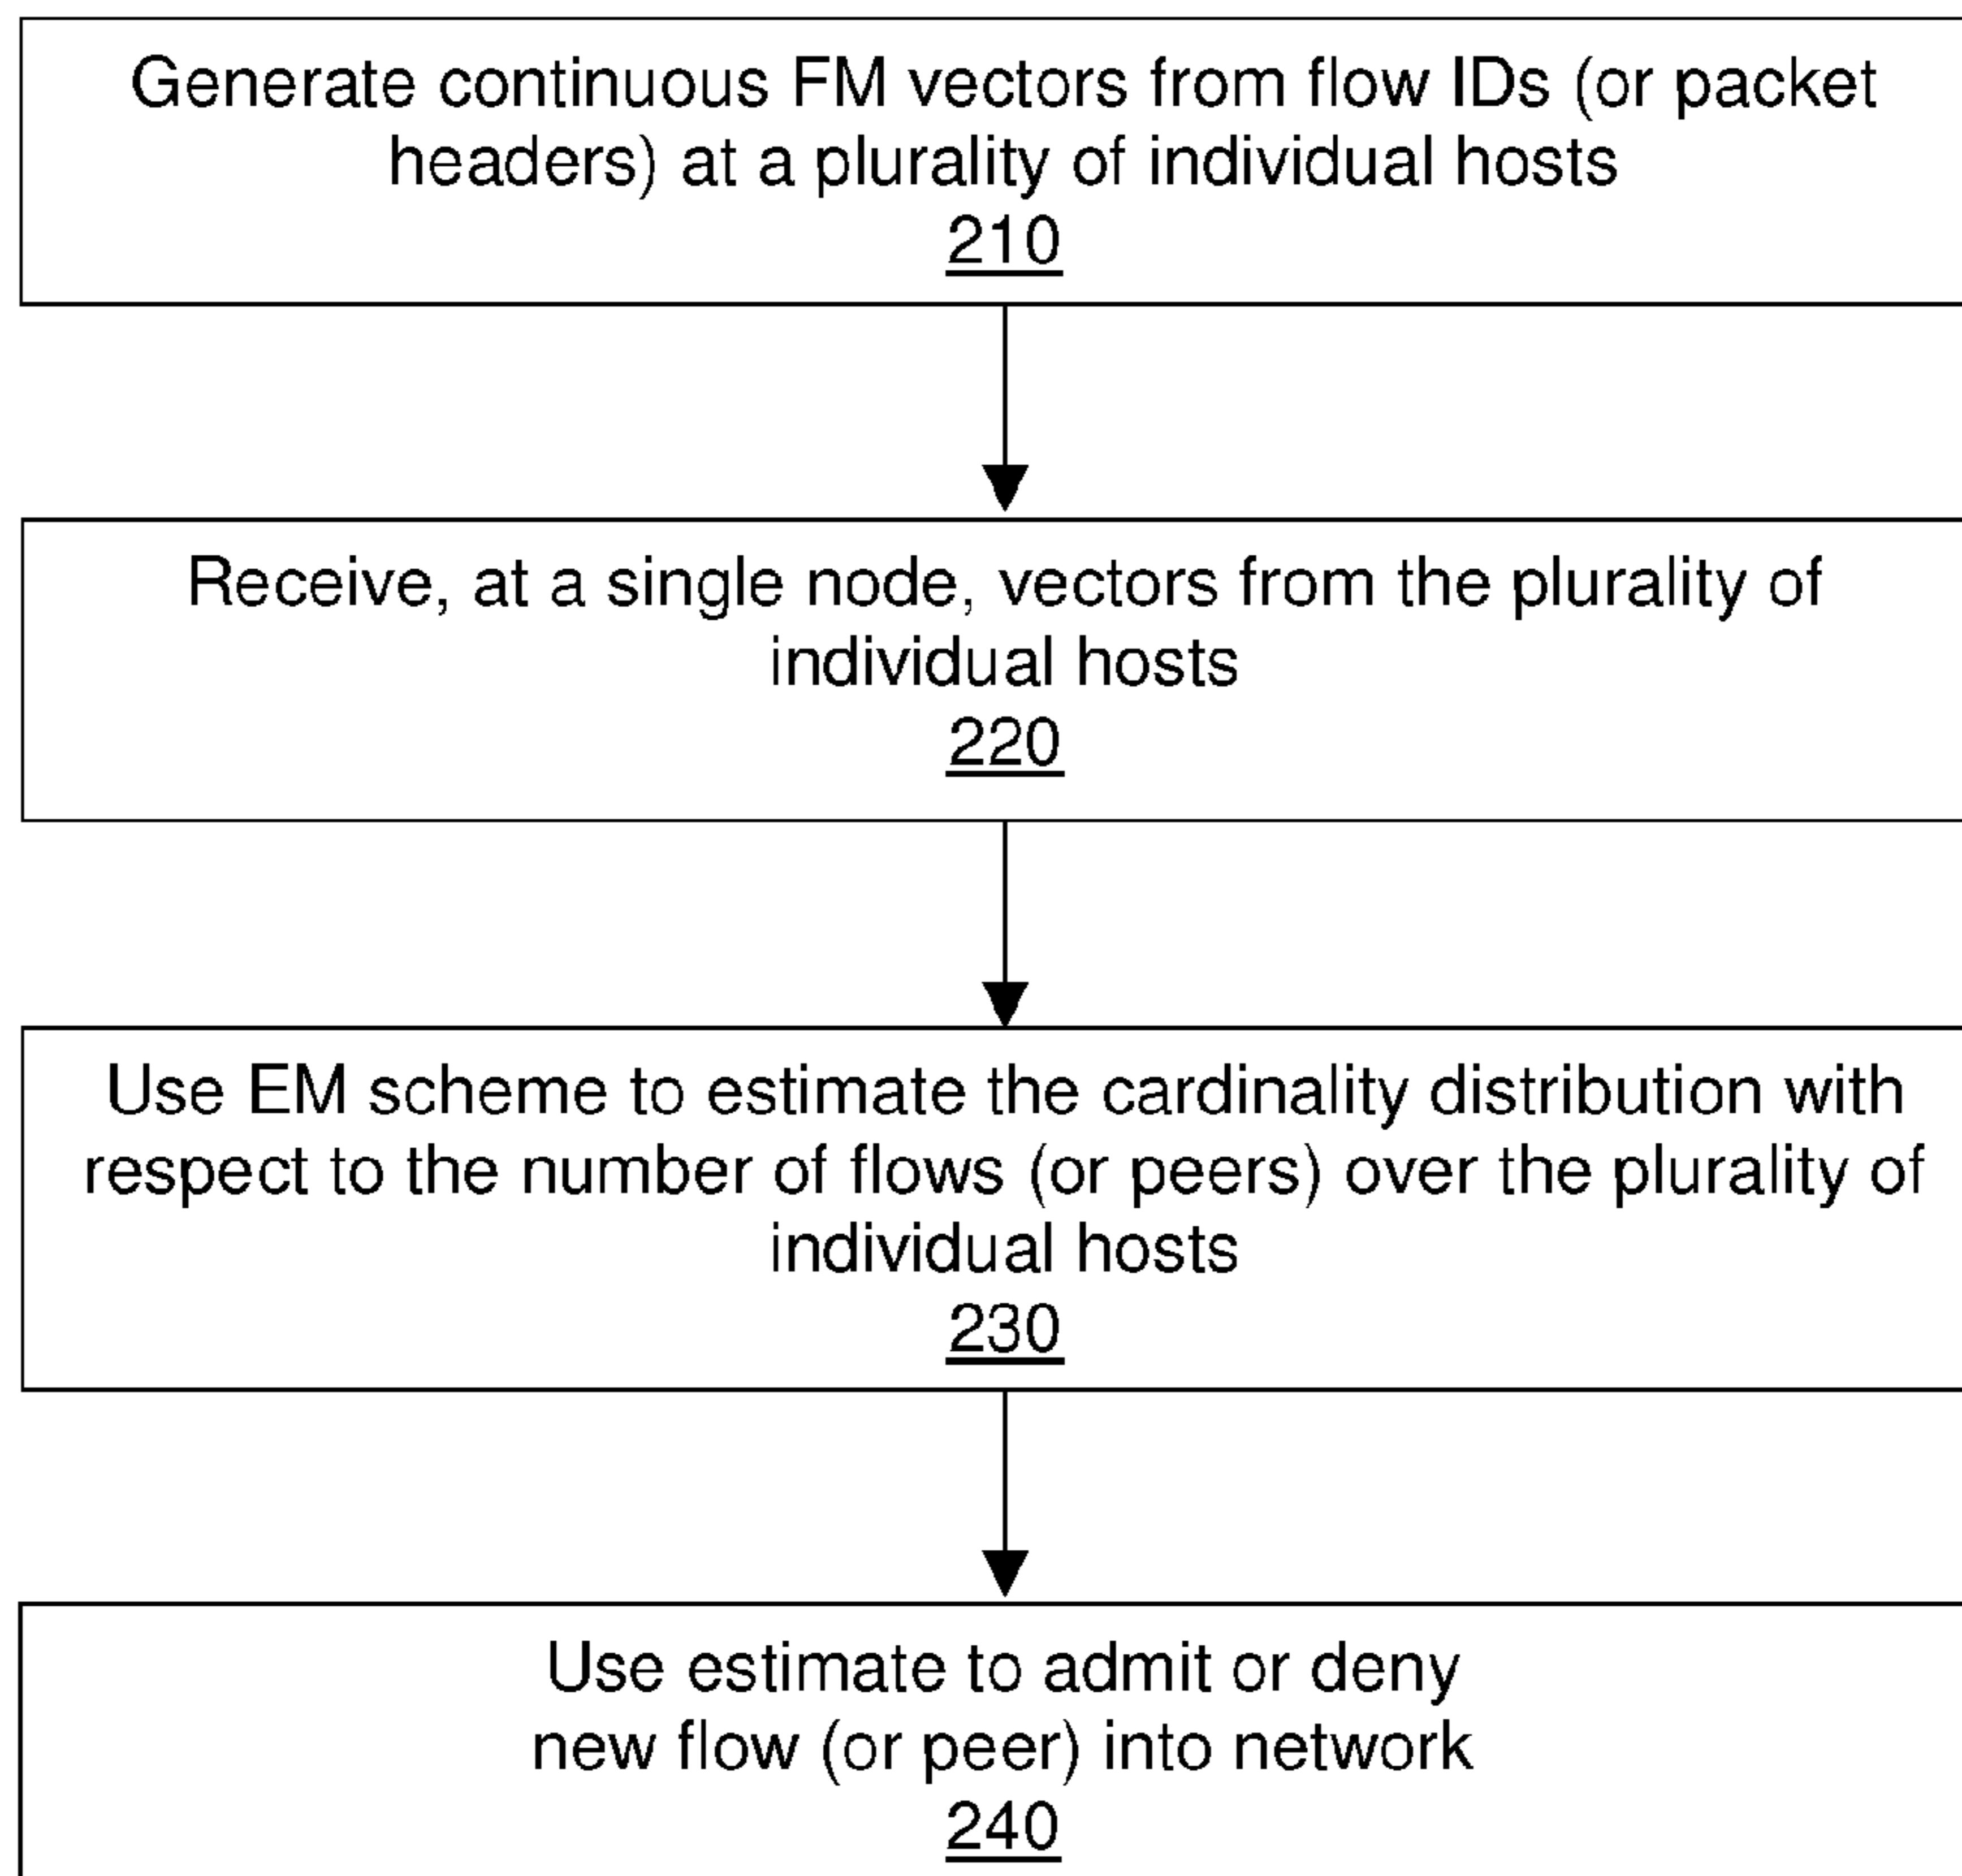 Generate continuous FM vectors from flow IDs (or packet
headers) at a plurality of individual hosts
210
Receive, at a single node, vectors from the plurality of
individual hosts
220
Use EM scheme to estimate the cardinality distribution with
respect to the number of flows (or peers) over the plurality of
individual hosts
230
Use estimate to admit or deny
new flow (or peer) into network
240